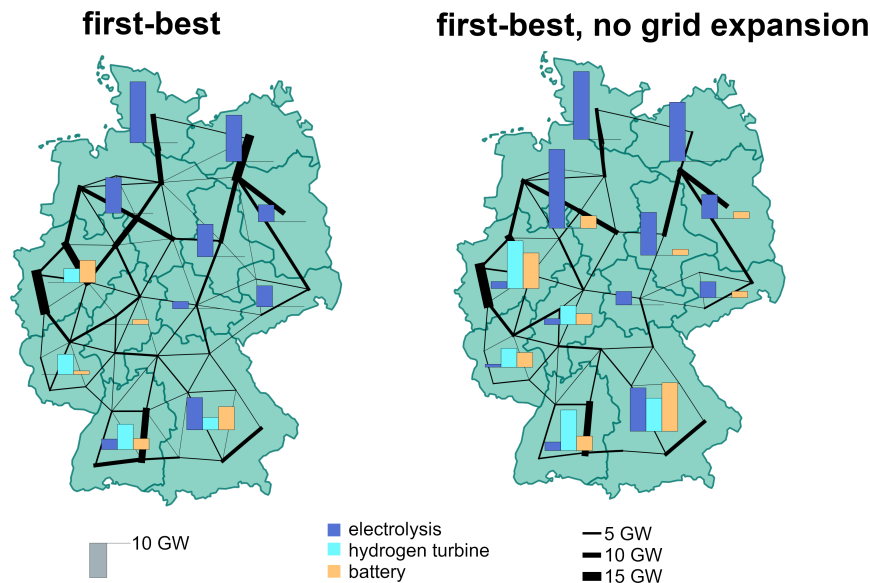 first-best
first-best, no grid expansion
10 GW
electrolysis
hydrogen turbine
battery
5 GW
10 GW
15 GW